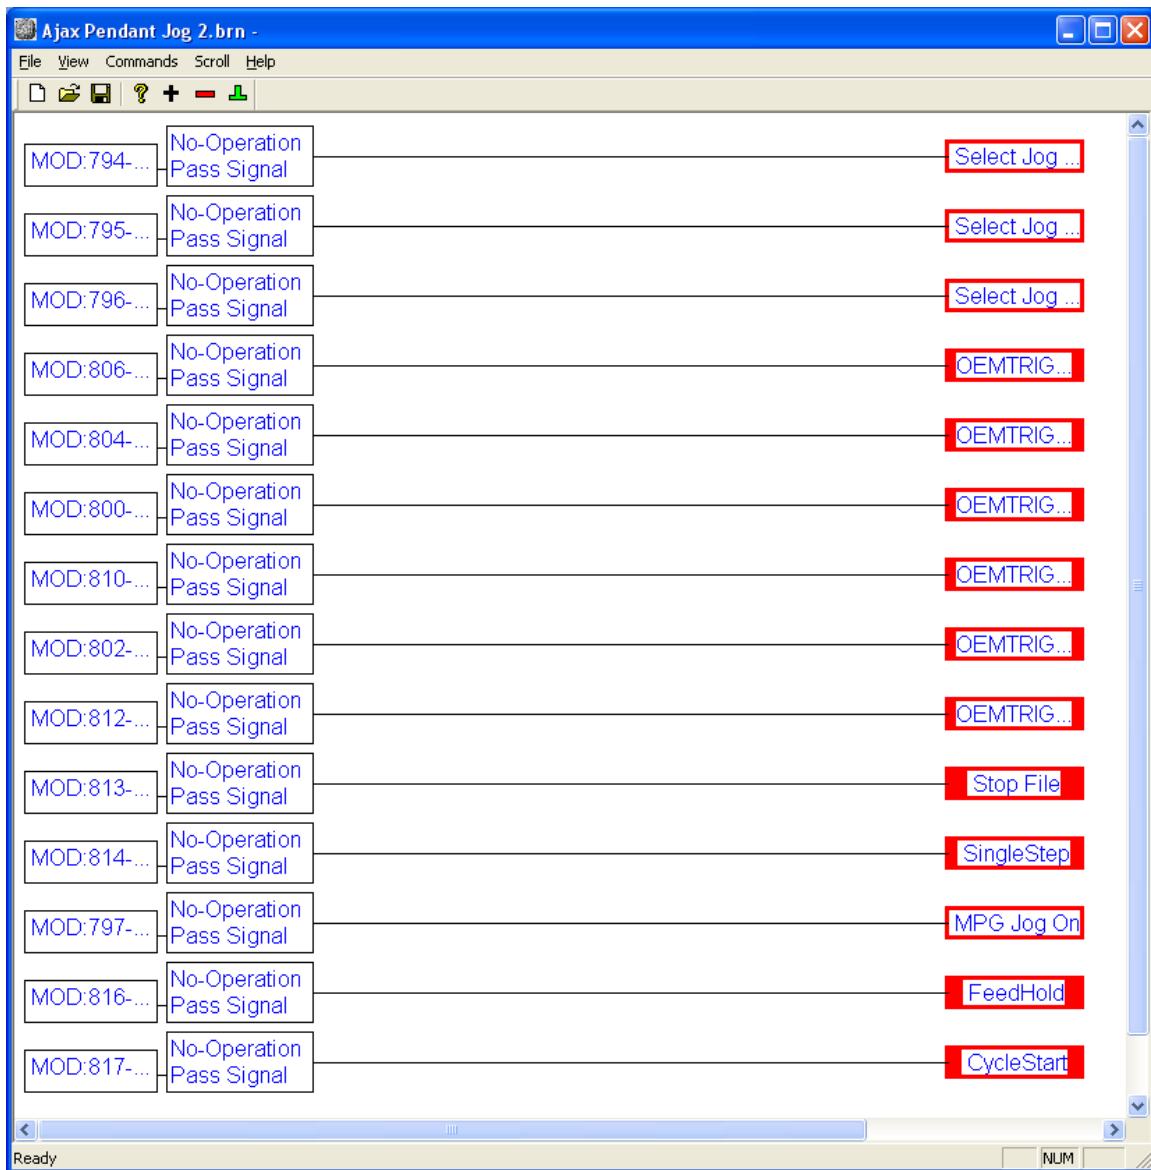 Ajax Pendant Jog 2.brn -
File View Commands Scroll Help
No-Operation
MOD:794-... Pass Signal Select Jog ...
No-Operation
MOD:795-... Pass Signal Select Jog ...
No-Operation
MOD:796-... Pass Signal Select Jog ...
No-Operation
MOD:806-... Pass Signal OEMTRIG...
No-Operation
MOD:804-... Pass Signal OEMTRIG...
No-Operation
MOD:800-... Pass Signal OEMTRIG...
No-Operation
MOD:810-... Pass Signal OEMTRIG...
No-Operation
MOD:802-... Pass Signal OEMTRIG...
No-Operation
MOD:812-... Pass Signal OEMTRIG...
No-Operation
MOD:813-... Pass Signal Stop File
No-Operation
MOD:814-... Pass Signal SingleStep
No-Operation
MOD:797-... Pass Signal MPG Jog On
No-Operation
MOD:816-... Pass Signal FeedHold
No-Operation
MOD:817-... Pass Signal CycleStart
Ready NUM